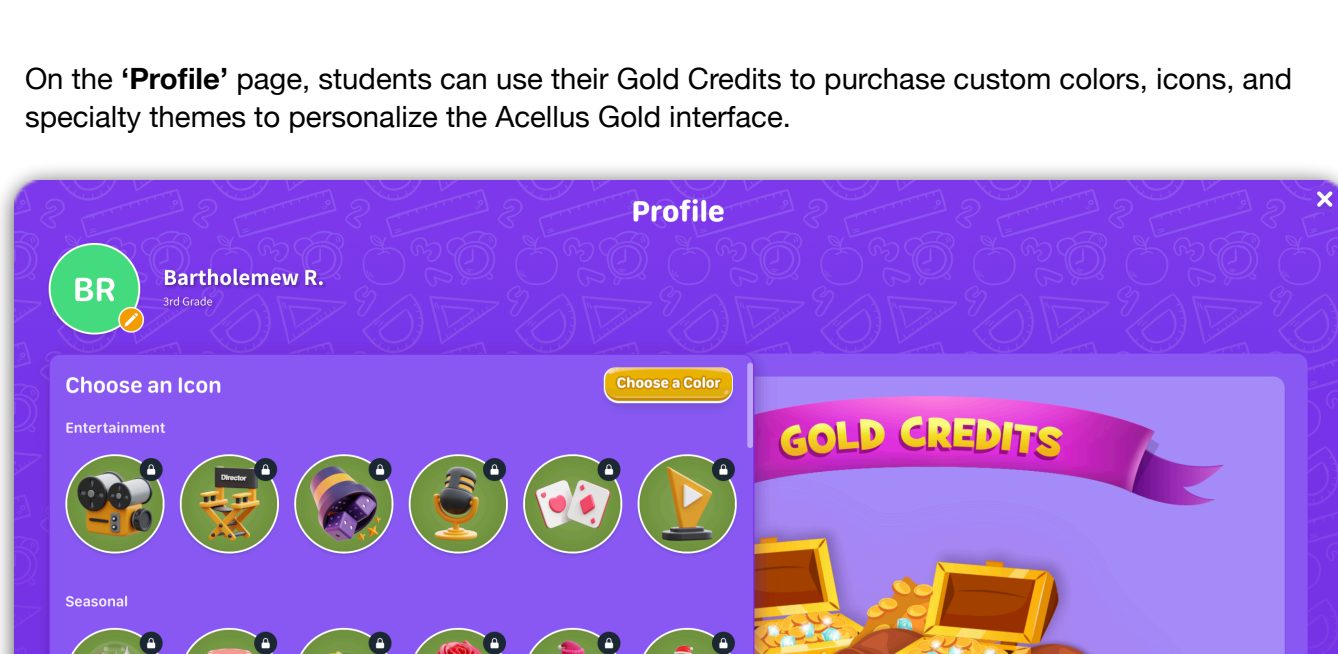 On the ‘Profile’ page, students can use their Gold Credits to purchase custom colors, icons, and
specialty themes to personalize the Acellus Gold interface.
Profile
BR
Bartholemew R.
3rd Grade
Choose an Icon
Choose a Color
Entertainment
Director
GOLD CREDITS
Seasonal